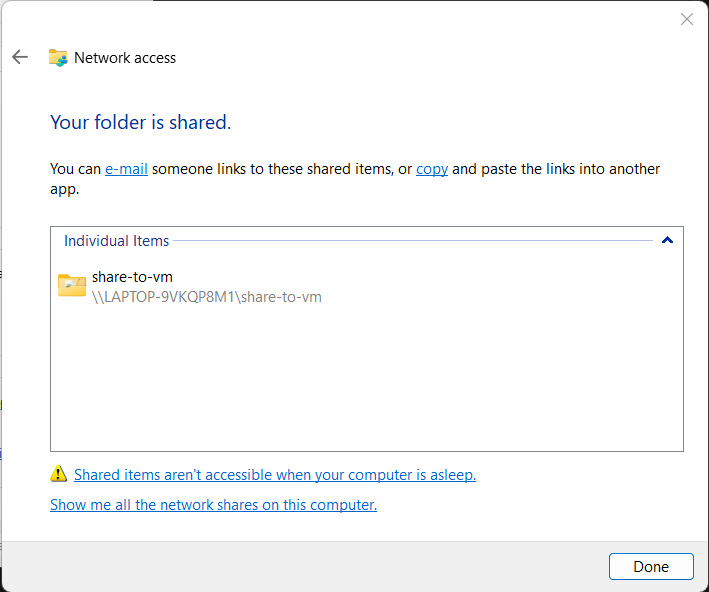 Network access
Your folder is shared.
You can e-mail someone links to these shared items, or copy and paste the links into another
app.
Individual Items
share-to-vm
\\LAPTOP-9VKQP8M1\share-to-vm
Shared items aren't accessible when your computer is asleep.
Show me all the network shares on this computer.
Done